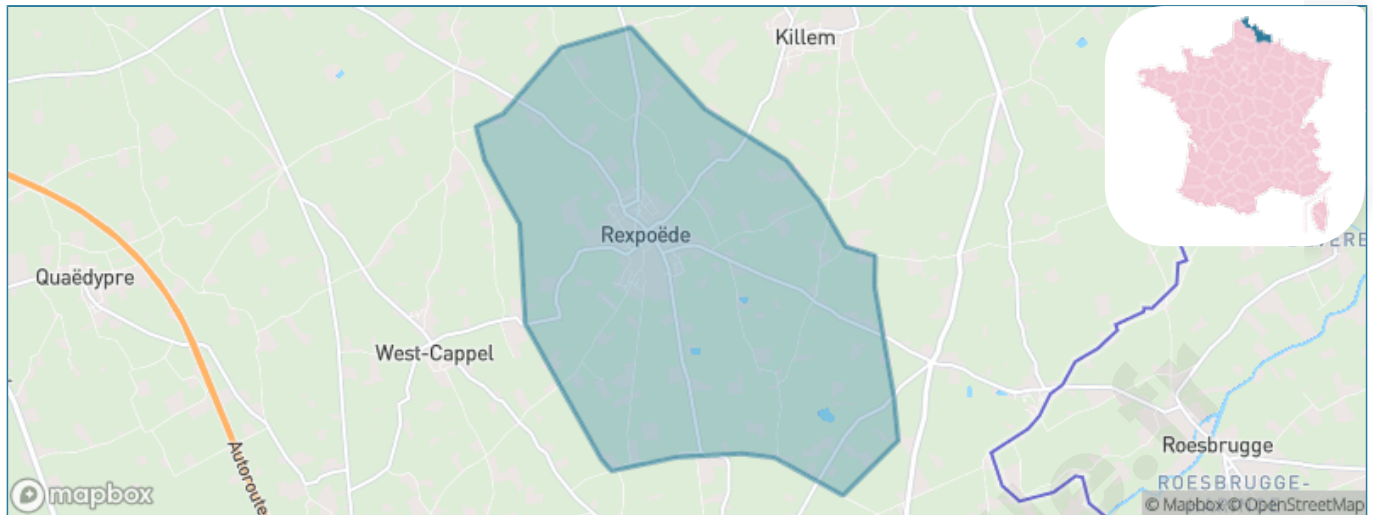 Killem
Rexpoëde
Quaëdypre
West-Cappel
Autoroute
Roesbrugge
ROESBRUGGE-
mapbox
© Mapbox © OpenStreetMap